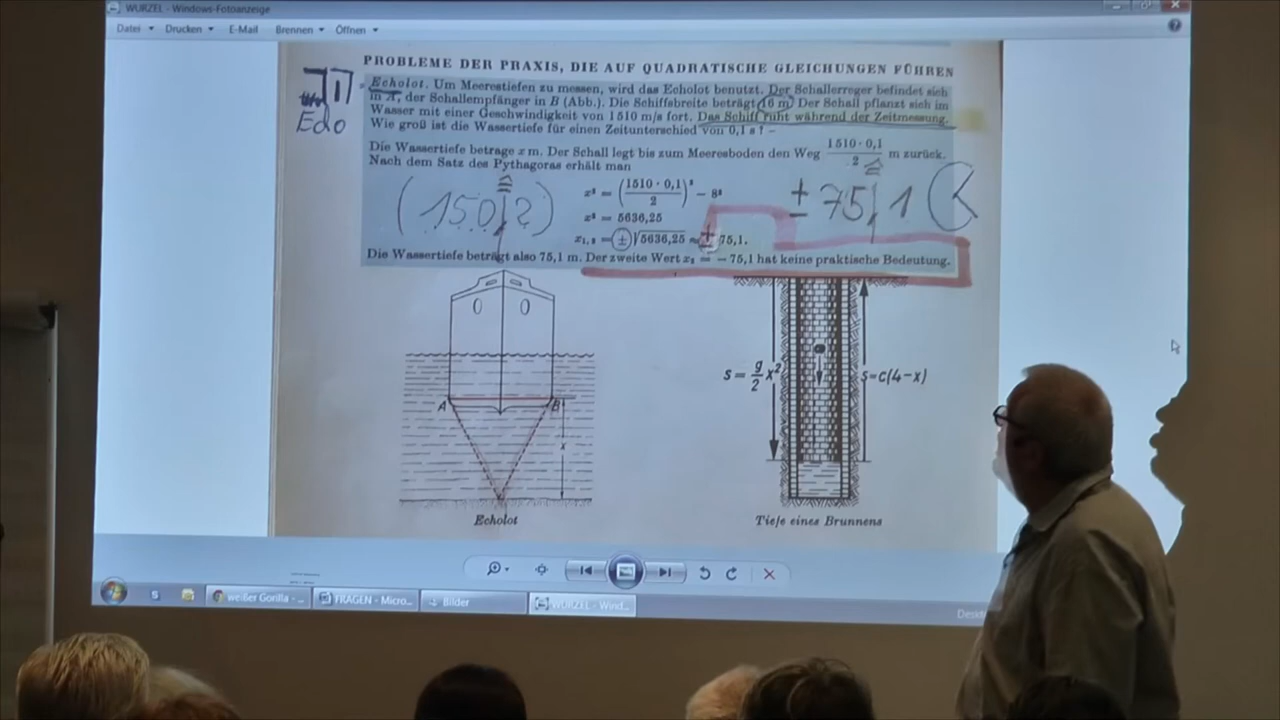 WURZEL - Windows-Fotoanzeige
Datei Drucken E-Mail Brennen Öffnen
PROBLEME DER PRAXIS, DIE AUF QUADRATISCHE GLEICHUNGEN FÜHREN
1
Echolot. Um Meerestiefen zu messen, wird das Echolot benutzt. Der Schallerreger befindet sich
in A, der Schallempfänger in B (Abb.). Die Schiffsbreite beträgt 16 m. Der Schall pflanzt sich im
Wasser mit einer Geschwindigkeit von 1510 m/s fort. Das Schiff ruht während der Zeitmessung.
Wie groß ist die Wassertiefe für einen Zeitunterschied von 0,1 s? –
Die Wassertiefe betrage x m. Der Schall legt bis zum Meeresboden den Weg 1510 · 0,1 / 2 m zurück.
Nach dem Satz des Pythagoras erhält man
x² = (1510 · 0,1 / 2)² – 8²
(150,2)
± 75,1
x² = 5636,25
x₁,₂ = ±√5636,25 ≈ ± 75,1.
Die Wassertiefe beträgt also 75,1 m. Der zweite Wert x₂ = – 75,1 hat keine praktische Bedeutung.
s = g/2 x²
s=c(4-x)
A B
x
Echolot
Tiefe eines Brunnens
weißer Gorilla - ...
FRAGEN - Micro...
Bilder
WURZEL - Wind...